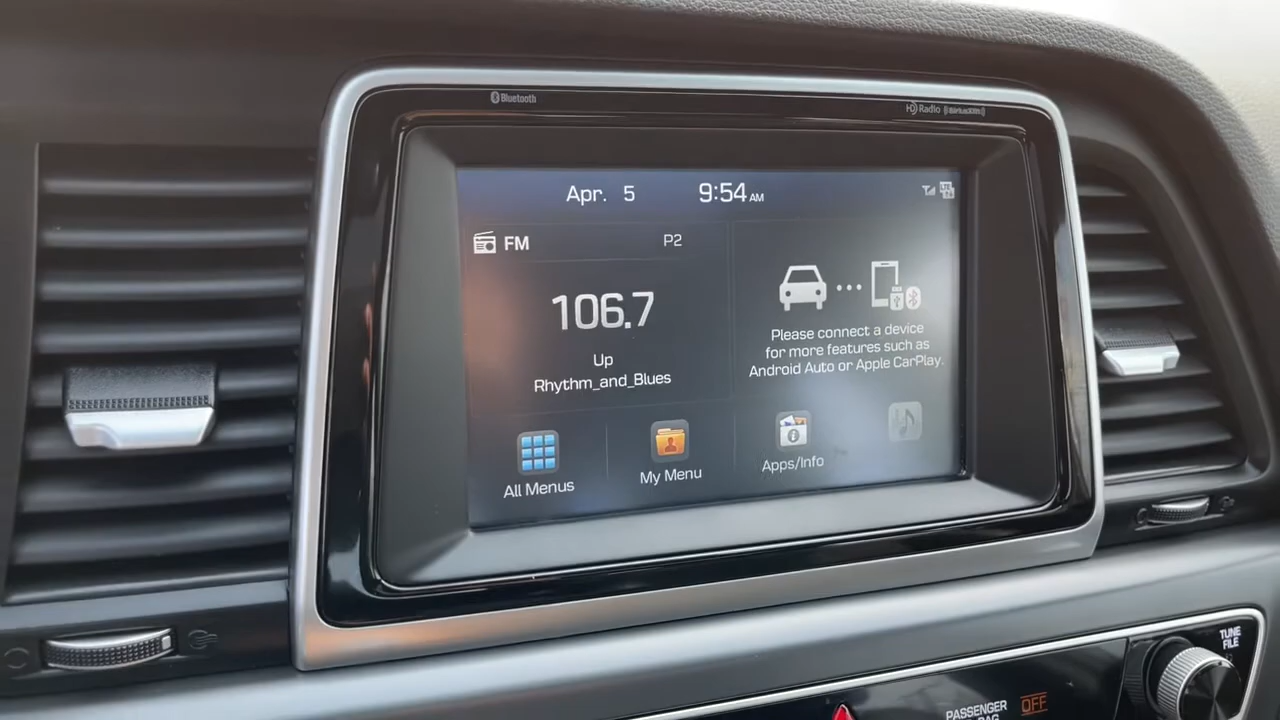 Bluetooth
HD Radio ((SiriusXM))
Apr. 5 9:54 AM
FM P2
106.7
Up
Rhythm_and_Blues
Please connect a device
for more features such as
Android Auto or Apple CarPlay.
All Menus My Menu Apps/Info
TUNE
FILE
PASSENGER OFF